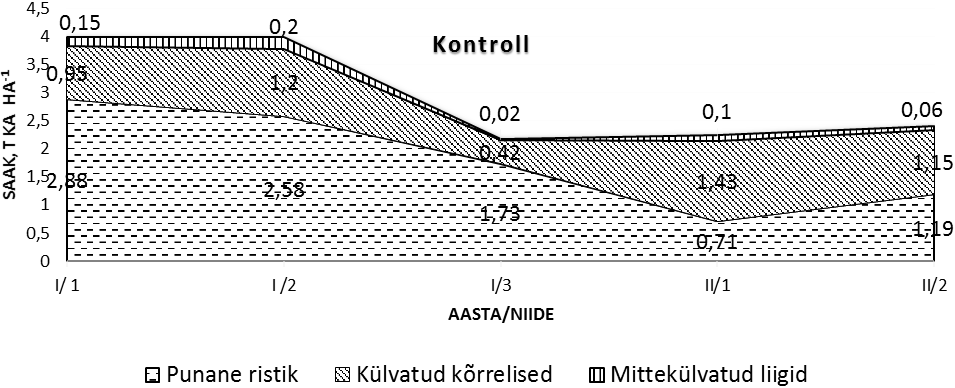 Kontroll
SAAK, T KA HA⁻¹
4,5
4
3,5
3
2,5
2
1,5
1
0,5
0
0,15
0,2
0,02
0,1
0,06
0,95
1,2
0,42
1,43
1,15
2,88
2,58
1,73
0,71
1,19
I/ 1
I /2
I/3
II/1
II/2
AASTA/NIIDE
Punane ristik
Külvatud kõrrelised
Mittekülvatud liigid